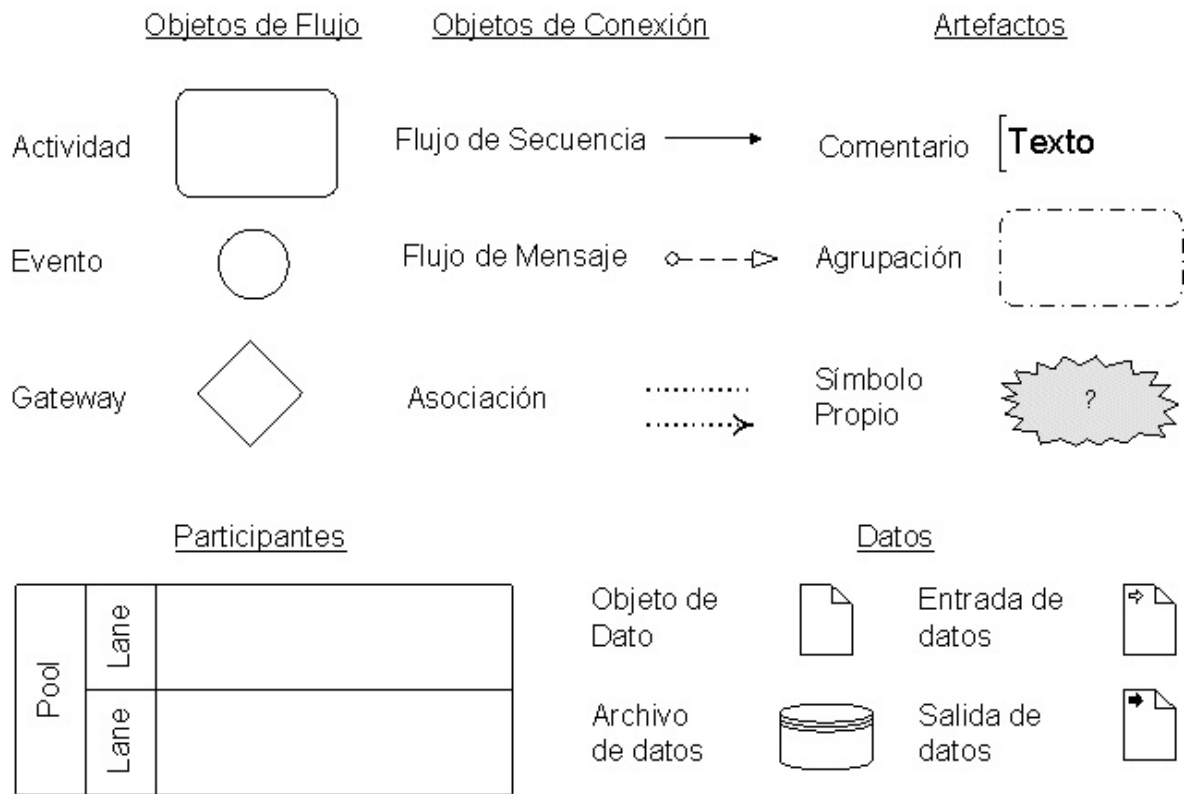 Objetos de Flujo
Objetos de Conexión
Artefactos
Actividad
Flujo de Secuencia
Comentario
Texto
Evento
Flujo de Mensaje
Agrupación
Gateway
Asociación
Símbolo
Propio
?
Participantes
Datos
Pool
Lane
Lane
Objeto de
Dato
Entrada de
datos
Archivo
de datos
Salida de
datos